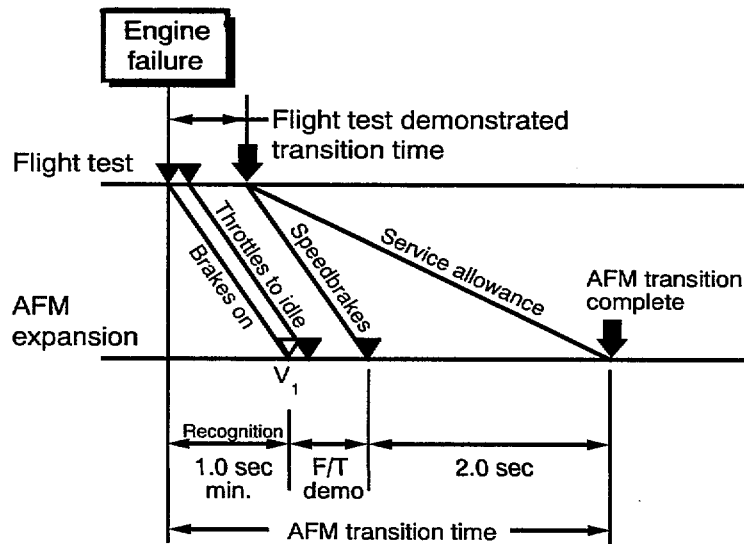 Engine
failure
Flight test demonstrated
transition time
Flight test
Brakes on
Throttles to idle
Speedbrakes
Service allowance
AFM transition
complete
AFM
expansion
V1
Recognition
1.0 sec
min.
F/T
demo
2.0 sec
AFM transition time